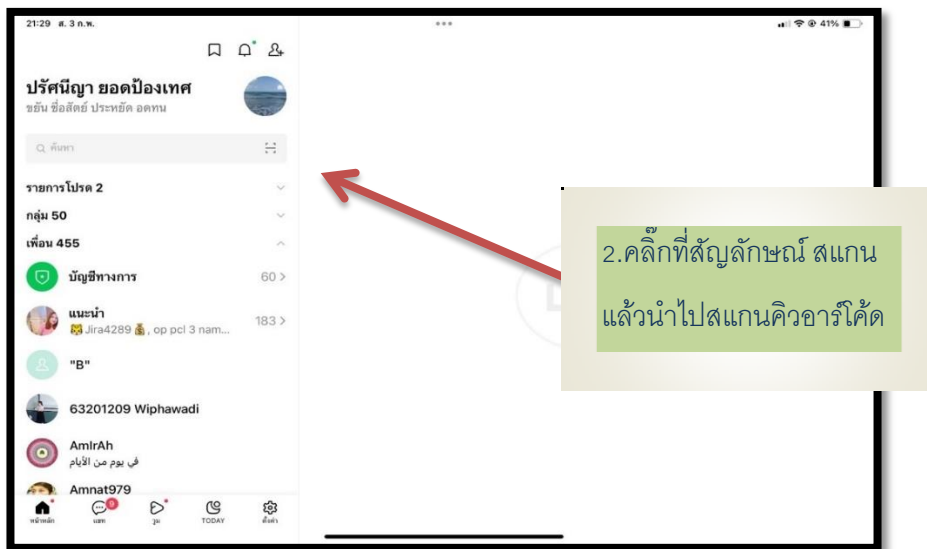 21:29 ส. 3 ก.พ.
41%
ปรัศนีญา ยอดป้องเทศ
ขยัน ซื่อสัตย์ ประหยัด อดทน
ค้นหา
รายการโปรด 2
กลุ่ม 50
เพื่อน 455
บัญชีทางการ 60 >
แนะนำ
Jira4289 , op pcl 3 nam... 183 >
"B"
63201209 Wiphawadi
AmIrAh
في يوم من الأيام
Amnat979
หน้าหลัก แชท วูม TODAY ตั้งค่า
2.คลิ๊กที่สัญลักษณ์ สแกน
แล้วนำไปสแกนคิวอาร์โค้ด